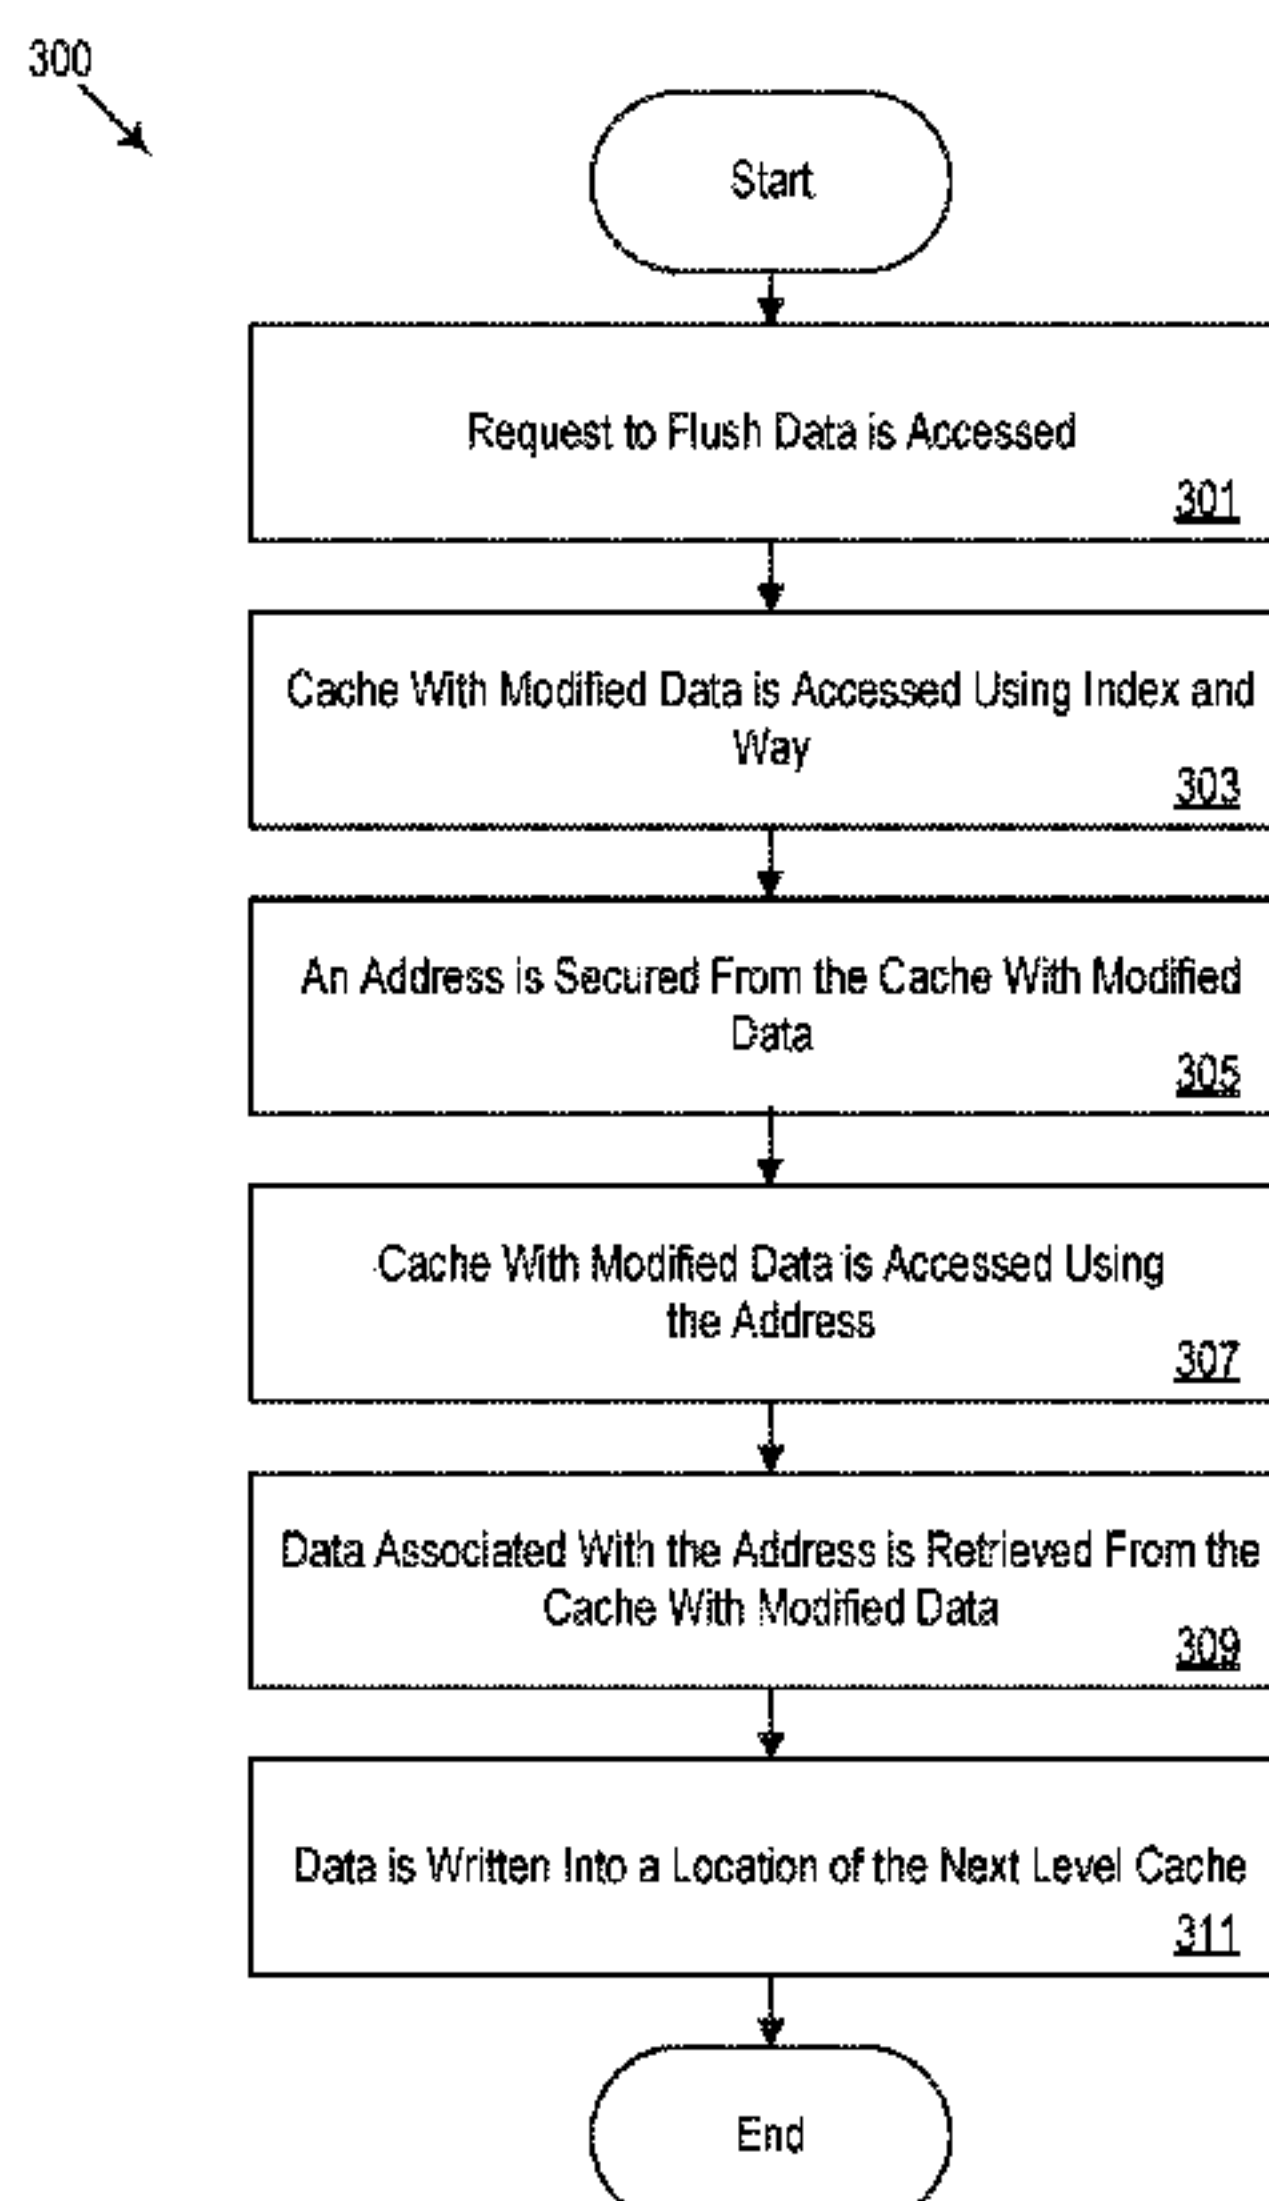 300
Start
Request to Flush Data is Accessed
301
Cache With Modified Data is Accessed Using Index and
Way
303
An Address is Secured From the Cache With Modified
Data
305
Cache With Modified Data is Accessed Using
the Address
307
Data Associated With the Address is Retrieved From the
Cache With Modified Data
309
Data is Written Into a Location of the Next Level Cache
311
End